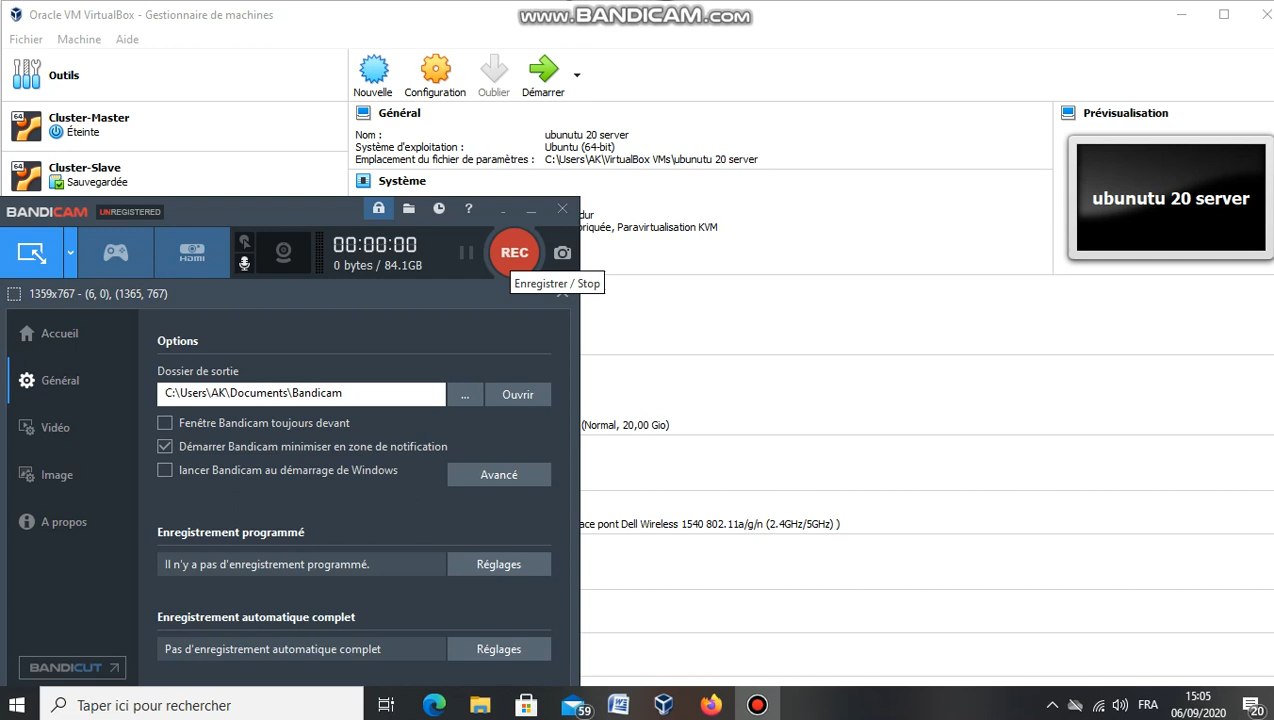 Oracle VM VirtualBox - Gestionnaire de machines
www.BANDICAM.com
Fichier Machine Aide
Outils
Nouvelle Configuration Oublier Démarrer
Cluster-Master
Éteinte
Cluster-Slave
Sauvegardée
Général
Nom : ubunutu 20 server
Système d'exploitation : Ubuntu (64-bit)
Emplacement du fichier de paramètres : C:\Users\AK\VirtualBox VMs\ubunutu 20 server
Système
dur
riquée, Paravirtualisation KVM
Prévisualisation
ubunutu 20 server
BANDICAM UNREGISTERED
?
HDMI
00:00:00
0 bytes / 84.1GB
REC
Enregistrer / Stop
1359x767 - (6, 0), (1365, 767)
Accueil
Général
Vidéo
Image
A propos
BANDICUT
Options
Dossier de sortie
C:\Users\AK\Documents\Bandicam ... Ouvrir
Fenêtre Bandicam toujours devant
Démarrer Bandicam minimiser en zone de notification
lancer Bandicam au démarrage de Windows
Avancé
Enregistrement programmé
Il n'y a pas d'enregistrement programmé. Réglages
Enregistrement automatique complet
Pas d'enregistrement automatique complet Réglages
(Normal, 20,00 Gio)
ace pont Dell Wireless 1540 802.11a/g/n (2.4GHz/5GHz) )
Taper ici pour rechercher
59
FRA
15:05
06/09/2020
20